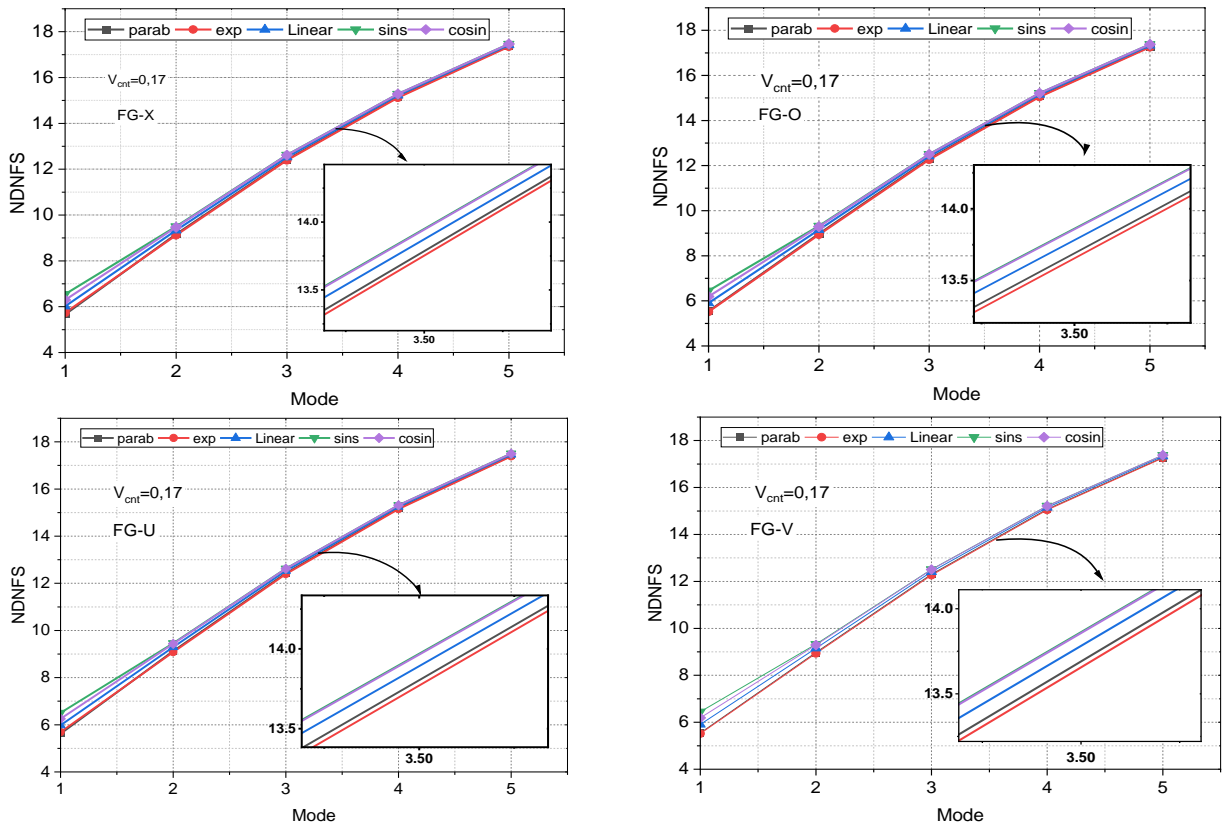 parab exp Linear sins cosin
V_cnt=0,17
FG-X
NDNFS
18
16
14
12
10
8
6
4
14.0
13.5
3.50
1 2 3 4 5
Mode
parab exp Linear sins cosin
V_cnt=0,17
FG-O
NDNFS
18
16
14
12
10
8
6
4
14.0
13.5
3.50
1 2 3 4 5
Mode
parab exp Linear sins cosin
V_cnt=0,17
FG-U
NDNFS
18
16
14
12
10
8
6
4
14.0
13.5
3.50
1 2 3 4 5
Mode
parab exp Linear sins cosin
V_cnt=0,17
FG-V
NDNFS
18
16
14
12
10
8
6
4
14.0
13.5
3.50
1 2 3 4 5
Mode